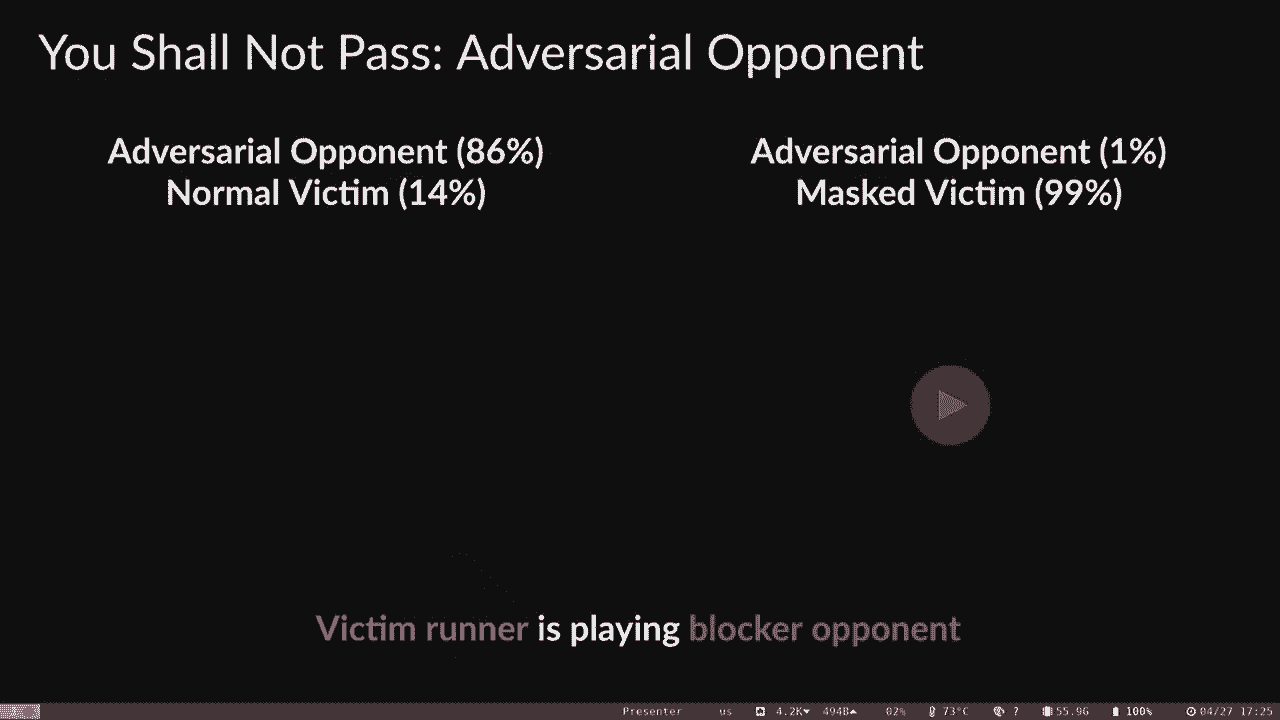 You Shall Not Pass: Adversarial Opponent
Adversarial Opponent (86%)
Normal Victim (14%)
Adversarial Opponent (1%)
Masked Victim (99%)
Victim runner is playing blocker opponent
Presenter us 4.2K 494B 02% 73°C ? 55.96 100% 04/27 17:25